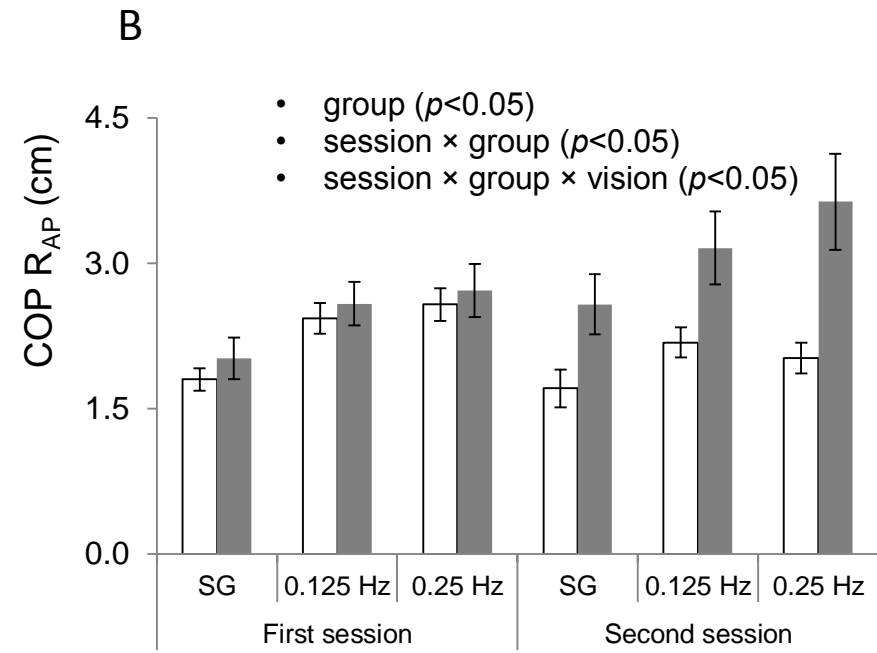 B
• group (p<0.05)
• session × group (p<0.05)
• session × group × vision (p<0.05)
COP R_AP (cm)
4.5
3.0
1.5
0.0
SG 0.125 Hz 0.25 Hz SG 0.125 Hz 0.25 Hz
First session Second session